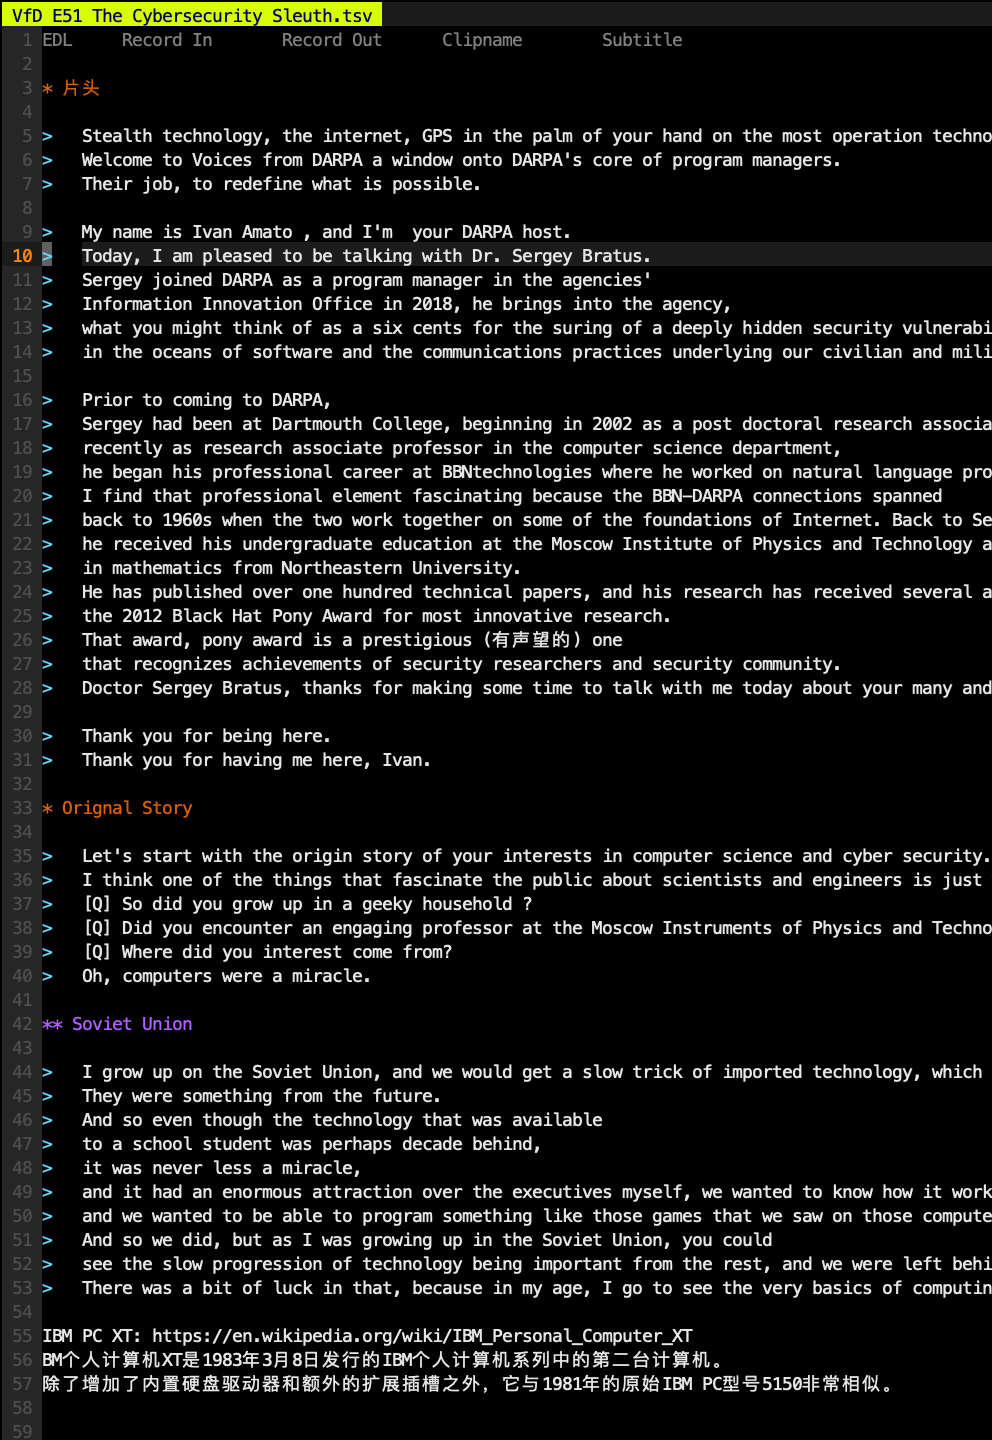 VfD E51 The Cybersecurity Sleuth.tsv
1 EDL Record In Record Out Clipname Subtitle
2
3 * 片头
4
5 > Stealth technology, the internet, GPS in the palm of your hand on the most operation techno
6 > Welcome to Voices from DARPA a window onto DARPA's core of program managers.
7 > Their job, to redefine what is possible.
8
9 > My name is Ivan Amato , and I'm  your DARPA host.
10 > Today, I am pleased to be talking with Dr. Sergey Bratus.
11 > Sergey joined DARPA as a program manager in the agencies'
12 > Information Innovation Office in 2018, he brings into the agency,
13 > what you might think of as a six cents for the suring of a deeply hidden security vulnerabi
14 > in the oceans of software and the communications practices underlying our civilian and mili
15
16 > Prior to coming to DARPA,
17 > Sergey had been at Dartmouth College, beginning in 2002 as a post doctoral research associa
18 > recently as research associate professor in the computer science department,
19 > he began his professional career at BBNtechnologies where he worked on natural language pro
20 > I find that professional element fascinating because the BBN-DARPA connections spanned
21 > back to 1960s when the two work together on some of the foundations of Internet. Back to Se
22 > he received his undergraduate education at the Moscow Institute of Physics and Technology a
23 > in mathematics from Northeastern University.
24 > He has published over one hundred technical papers, and his research has received several a
25 > the 2012 Black Hat Pony Award for most innovative research.
26 > That award, pony award is a prestigious (有声望的) one
27 > that recognizes achievements of security researchers and security community.
28 > Doctor Sergey Bratus, thanks for making some time to talk with me today about your many and
29
30 > Thank you for being here.
31 > Thank you for having me here, Ivan.
32
33 * Orignal Story
34
35 > Let's start with the origin story of your interests in computer science and cyber security.
36 > I think one of the things that fascinate the public about scientists and engineers is just
37 > [Q] So did you grow up in a geeky household ?
38 > [Q] Did you encounter an engaging professor at the Moscow Instruments of Physics and Techno
39 > [Q] Where did you interest come from?
40 > Oh, computers were a miracle.
41
42 ** Soviet Union
43
44 > I grow up on the Soviet Union, and we would get a slow trick of imported technology, which
45 > They were something from the future.
46 > And so even though the technology that was available
47 > to a school student was perhaps decade behind,
48 > it was never less a miracle,
49 > and it had an enormous attraction over the executives myself, we wanted to know how it work
50 > and we wanted to be able to program something like those games that we saw on those compute
51 > And so we did, but as I was growing up in the Soviet Union, you could
52 > see the slow progression of technology being important from the rest, and we were left behi
53 > There was a bit of luck in that, because in my age, I go to see the very basics of computin
54
55 IBM PC XT: https://en.wikipedia.org/wiki/IBM_Personal_Computer_XT
56 BM个人计算机XT是1983年3月8日发行的IBM个人计算机系列中的第二台计算机。
57 除了增加了内置硬盘驱动器和额外的扩展插槽之外，它与1981年的原始IBM PC型号5150非常相似。
58
59